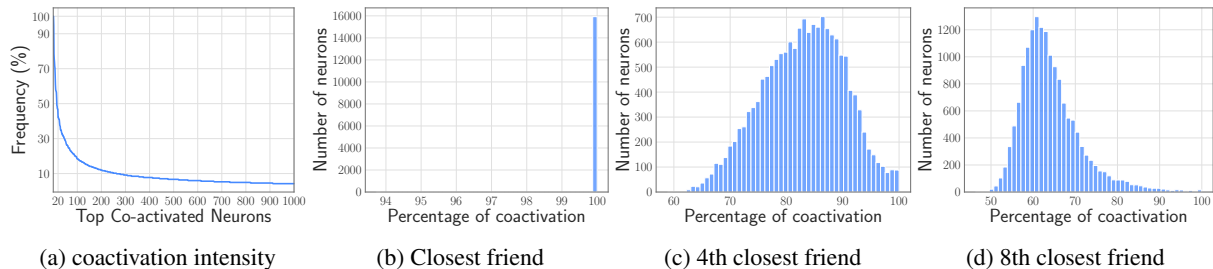 Frequency (%)
100
90
70
50
30
10
20 100 200 300 400 500 600 700 800 900 1000
Top Co-activated Neurons
(a) coactivation intensity
Number of neurons
16000
14000
12000
10000
8000
6000
4000
2000
0
94 95 96 97 98 99 100
Percentage of coactivation
(b) Closest friend
Number of neurons
700
600
500
400
300
200
100
0
60 70 80 90 100
Percentage of coactivation
(c) 4th closest friend
Number of neurons
1200
1000
800
600
400
200
0
50 60 70 80 90 100
Percentage of coactivation
(d) 8th closest friend